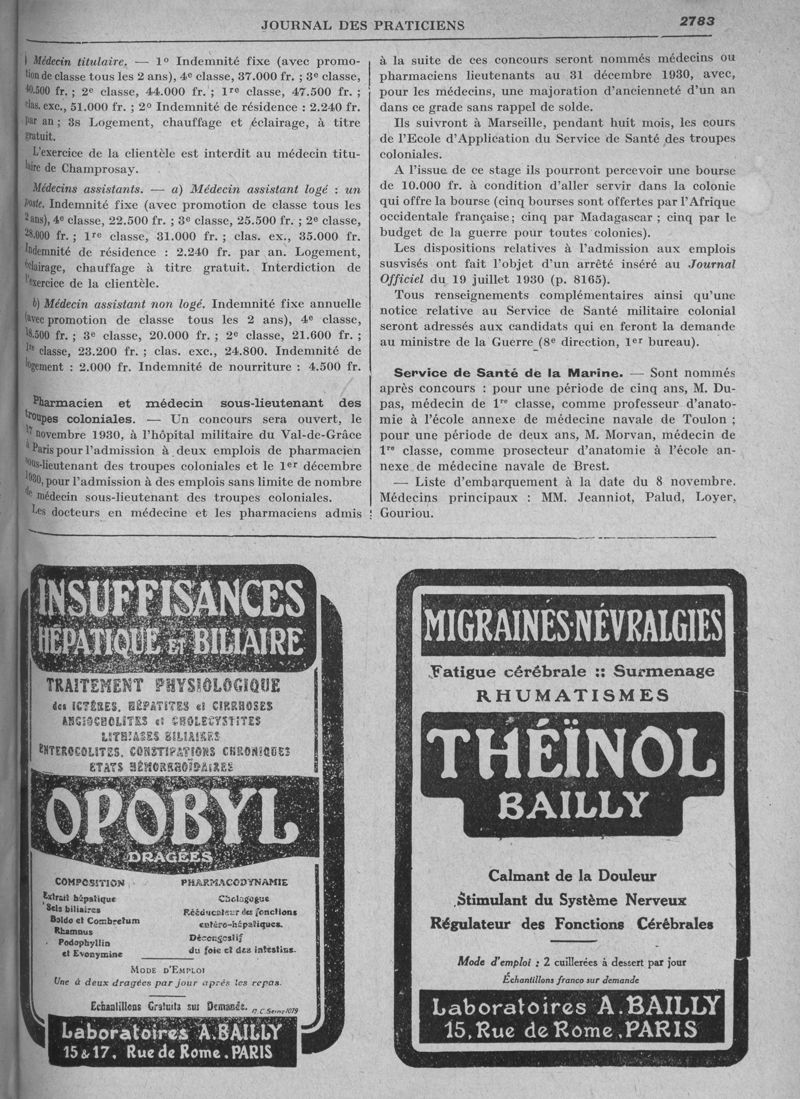 JOURNAL DES PRATICIENS
2783
) Médecin titulaire. — 1º Indemnité fixe (avec promo-
tion de classe tous les 2 ans), 4e classe, 37.000 fr. ; 3e classe,
40.500 fr. ; 2e classe, 44.000 fr. ; 1re classe, 47.500 fr. ;
clas. exc., 51.000 fr. ; 2º Indemnité de résidence : 2.240 fr.
par an ; 3s Logement, chauffage et éclairage, à titre
gratuit.
L'exercice de la clientèle est interdit au médecin titu-
laire de Champrosay.
Médecins assistants. — a) Médecin assistant logé : un
poste. Indemnité fixe (avec promotion de classe tous les
2 ans), 4e classe, 22.500 fr. ; 3e classe, 25.500 fr. ; 2e classe,
28.000 fr. ; 1re classe, 31.000 fr. ; clas. ex., 35.000 fr.
Indemnité de résidence : 2.240 fr. par an. Logement,
éclairage, chauffage à titre gratuit. Interdiction de
l'exercice de la clientèle.
b) Médecin assistant non logé. Indemnité fixe annuelle
(avec promotion de classe tous les 2 ans), 4e classe,
18.500 fr. ; 3e classe, 20.000 fr. ; 2e classe, 21.600 fr. ;
1re classe, 23.200 fr. ; clas. exc., 24.800. Indemnité de
logement : 2.000 fr. Indemnité de nourriture : 4.500 fr.
Pharmacien et médecin sous-lieutenant des
troupes coloniales. — Un concours sera ouvert, le
17 novembre 1930, à l'hôpital militaire du Val-de-Grâce
à Paris pour l'admission à deux emplois de pharmacien
sous-lieutenant des troupes coloniales et le 1er décembre
1930, pour l'admission à des emplois sans limite de nombre
de médecin sous-lieutenant des troupes coloniales.
Les docteurs en médecine et les pharmaciens admis
à la suite de ces concours seront nommés médecins ou
pharmaciens lieutenants au 31 décembre 1930, avec,
pour les médecins, une majoration d'ancienneté d'un an
dans ce grade sans rappel de solde.
Ils suivront à Marseille, pendant huit mois, les cours
de l'Ecole d'Application du Service de Santé des troupes
coloniales.
A l'issue de ce stage ils pourront percevoir une bourse
de 10.000 fr. à condition d'aller servir dans la colonie
qui offre la bourse (cinq bourses sont offertes par l'Afrique
occidentale française ; cinq par Madagascar ; cinq par le
budget de la guerre pour toutes colonies).
Les dispositions relatives à l'admission aux emplois
susvisés ont fait l'objet d'un arrêté inséré au Journal
Officiel du 19 juillet 1930 (p. 8165).
Tous renseignements complémentaires ainsi qu'une
notice relative au Service de Santé militaire colonial
seront adressés aux candidats qui en feront la demande
au ministre de la Guerre (8e direction, 1er bureau).
Service de Santé de la Marine. — Sont nommés
après concours : pour une période de cinq ans, M. Du-
pas, médecin de 1re classe, comme professeur d'anato-
mie à l'école annexe de médecine navale de Toulon ;
pour une période de deux ans, M. Morvan, médecin de
1re classe, comme prosecteur d'anatomie à l'école an-
nexe de médecine navale de Brest.
— Liste d'embarquement à la date du 8 novembre.
Médecins principaux : MM. Jeanniot, Palud, Loyer,
Gouriou.
INSUFFISANCES
HÉPATIQUE ET BILIAIRE
TRAITEMENT PHYSIOLOGIQUE
des ICTÈRES, HÉPATITES et CIRRHOSES
ANGIOCHOLITES et CHOLECYSTITES
LITHIASES BILIAIRES
ENTEROCOLITES, CONSTIPATIONS CHRONIQUES
ETATS HÉMORRHOÏDAIRES
OPOBYL
DRAGÉES
COMPOSITION
Extrait hépatique
Sels biliaires
Boldo et Combretum
Rhamnus
Podophyllin
et Evonymine
PHARMACODYNAMIE
Cholagogue
Rééducateur des fonctions
entéro-hépatiques.
Décongestif
du foie et des intestins.
MODE D'EMPLOI
Une à deux dragées par jour après les repas.
Echantillons Gratuits sur Demande.
R.C. Seine 1079
Laboratoires A. BAILLY
15 & 17, Rue de Rome. PARIS
MIGRAINES·NÉVRALGIES
Fatigue cérébrale :: Surmenage
RHUMATISMES
THÉÏNOL
BAILLY
Calmant de la Douleur
Stimulant du Système Nerveux
Régulateur des Fonctions Cérébrales
Mode d'emploi : 2 cuillerées à dessert par jour
Échantillons franco sur demande
Laboratoires A. BAILLY
15, Rue de Rome, PARIS